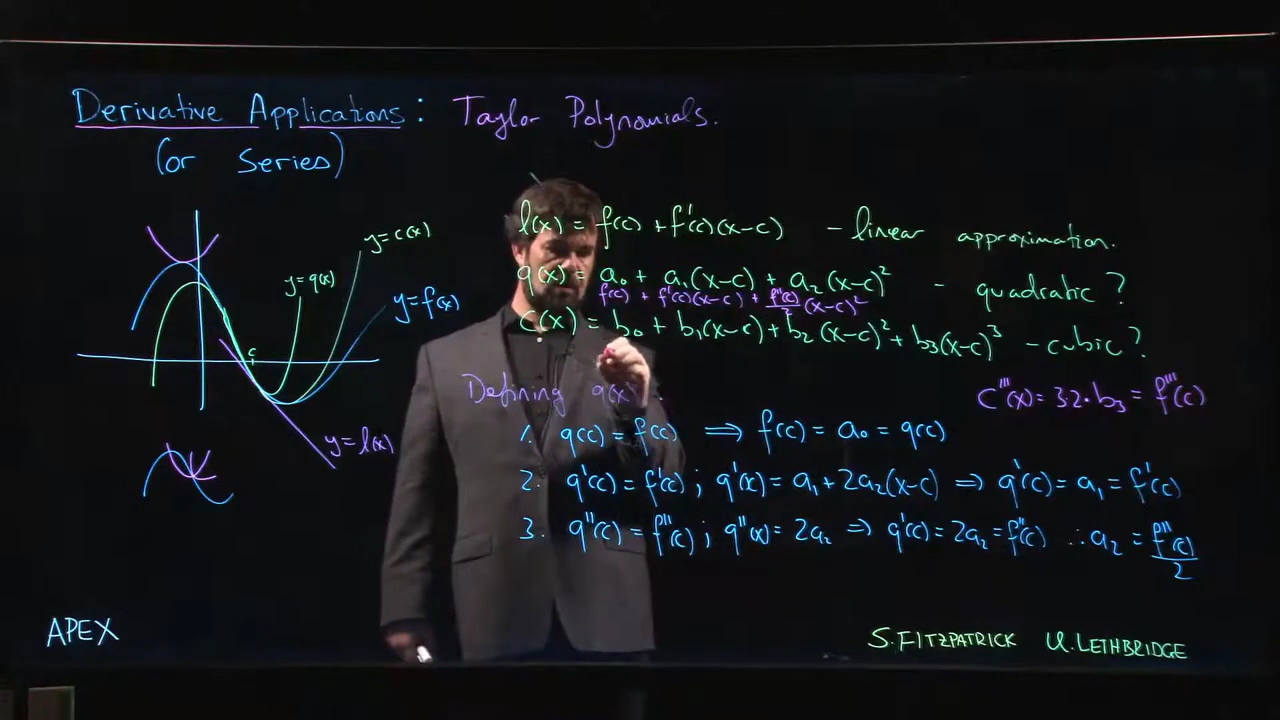 Derivative Applications: Taylor Polynomials.
(or Series)
l(x) = f(c) + f'(c)(x-c) - linear approximation.
q(x) = a₀ + a₁(x-c) + a₂(x-c)² - quadratic ?
f(c) + f'(c)(x-c) + f''(c)/2 (x-c)²
c(x) = b₀ + b₁(x-c) + b₂(x-c)² + b₃(x-c)³ - cubic ?
y=c(x)
y=q(x)
y=f(x)
c
y=l(x)
c'''(x) = 3·2·b₃ = f'''(c)
Defining q(x):
1. q(c) = f(c) ⟹ f(c) = a₀ = q(c)
2. q'(c) = f'(c); q'(x) = a₁ + 2a₂(x-c) ⟹ q'(c) = a₁ = f'(c)
3. q''(c) = f''(c); q''(x) = 2a₂ ⟹ q'(c) = 2a₂ = f''(c) ∴ a₂ = f''(c)/2
APEX
S. FITZPATRICK U. LETHBRIDGE